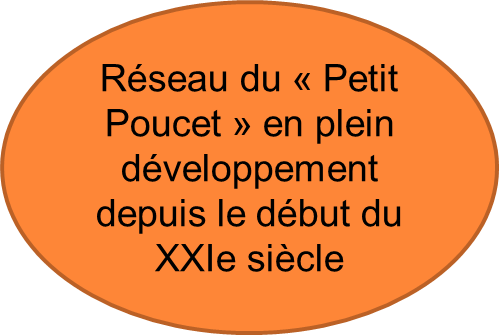 Réseau du « Petit
Poucet » en plein
développement
depuis le début du
XXIe siècle